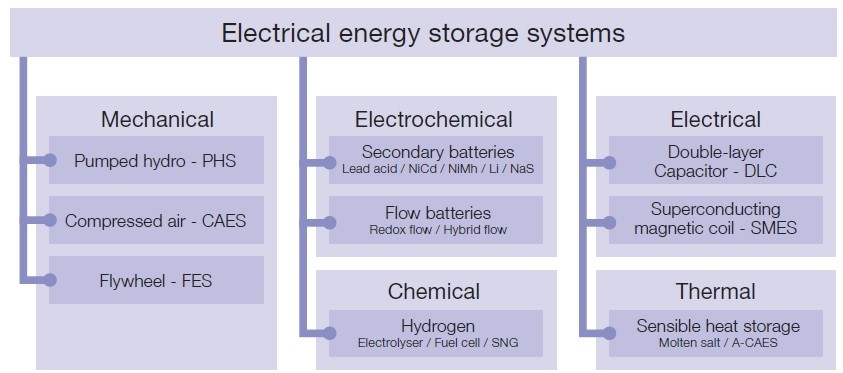 Electrical energy storage systems
Mechanical
Pumped hydro - PHS
Compressed air - CAES
Flywheel - FES
Electrochemical
Secondary batteries
Lead acid / NiCd / NiMh / Li / NaS
Flow batteries
Redox flow / Hybrid flow
Chemical
Hydrogen
Electrolyser / Fuel cell / SNG
Electrical
Double-layer
Capacitor - DLC
Superconducting
magnetic coil - SMES
Thermal
Sensible heat storage
Molten salt / A-CAES